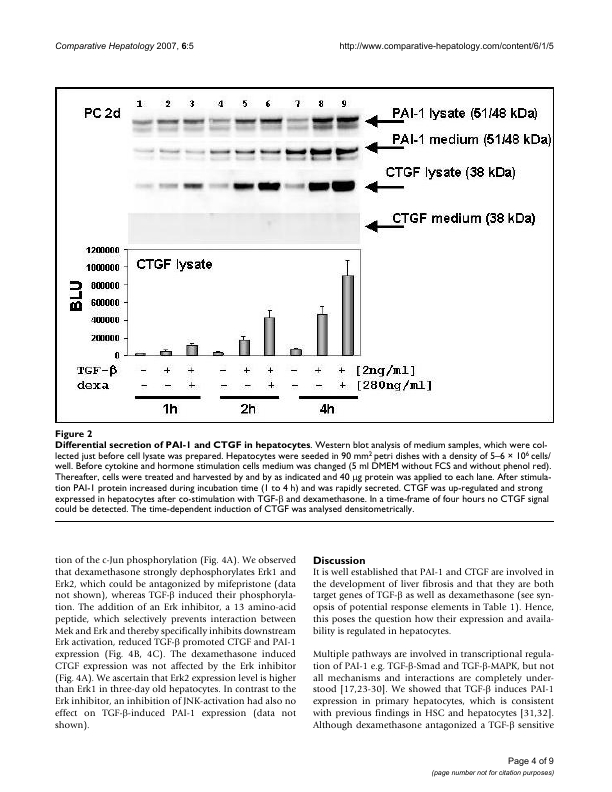 Comparative Hepatology 2007, 6:5
http://www.comparative-hepatology.com/content/6/1/5
1 2 3 4 5 6 7 8 9
PC 2d
PAI-1 lysate (51/48 kDa)
PAI-1 medium (51/48 kDa)
CTGF lysate (38 kDa)
CTGF medium (38 kDa)
CTGF lysate
BLU
1200000
1000000
800000
600000
400000
200000
0
TGF-β − + + − + + − + + [2ng/ml]
dexa − − + − − + − − + [280ng/ml]
1h 2h 4h
Figure 2
Differential secretion of PAI-1 and CTGF in hepatocytes. Western blot analysis of medium samples, which were col-
lected just before cell lysate was prepared. Hepatocytes were seeded in 90 mm2 petri dishes with a density of 5–6 × 106 cells/
well. Before cytokine and hormone stimulation cells medium was changed (5 ml DMEM without FCS and without phenol red).
Thereafter, cells were treated and harvested by and by as indicated and 40 μg protein was applied to each lane. After stimula-
tion PAI-1 protein increased during incubation time (1 to 4 h) and was rapidly secreted. CTGF was up-regulated and strong
expressed in hepatocytes after co-stimulation with TGF-β and dexamethasone. In a time-frame of four hours no CTGF signal
could be detected. The time-dependent induction of CTGF was analysed densitometrically.
tion of the c-Jun phosphorylation (Fig. 4A). We observed
that dexamethasone strongly dephosphorylates Erk1 and
Erk2, which could be antagonized by mifepristone (data
not shown), whereas TGF-β induced their phosphoryla-
tion. The addition of an Erk inhibitor, a 13 amino-acid
peptide, which selectively prevents interaction between
Mek and Erk and thereby specifically inhibits downstream
Erk activation, reduced TGF-β promoted CTGF and PAI-1
expression (Fig. 4B, 4C). The dexamethasone induced
CTGF expression was not affected by the Erk inhibitor
(Fig. 4A). We ascertain that Erk2 expression level is higher
than Erk1 in three-day old hepatocytes. In contrast to the
Erk inhibitor, an inhibition of JNK-activation had also no
effect on TGF-β-induced PAI-1 expression (data not
shown).
Discussion
It is well established that PAI-1 and CTGF are involved in
the development of liver fibrosis and that they are both
target genes of TGF-β as well as dexamethasone (see syn-
opsis of potential response elements in Table 1). Hence,
this poses the question how their expression and availa-
bility is regulated in hepatocytes.
Multiple pathways are involved in transcriptional regula-
tion of PAI-1 e.g. TGF-β-Smad and TGF-β-MAPK, but not
all mechanisms and interactions are completely under-
stood [17,23-30]. We showed that TGF-β induces PAI-1
expression in primary hepatocytes, which is consistent
with previous findings in HSC and hepatocytes [31,32].
Although dexamethasone antagonized a TGF-β sensitive
Page 4 of 9
(page number not for citation purposes)